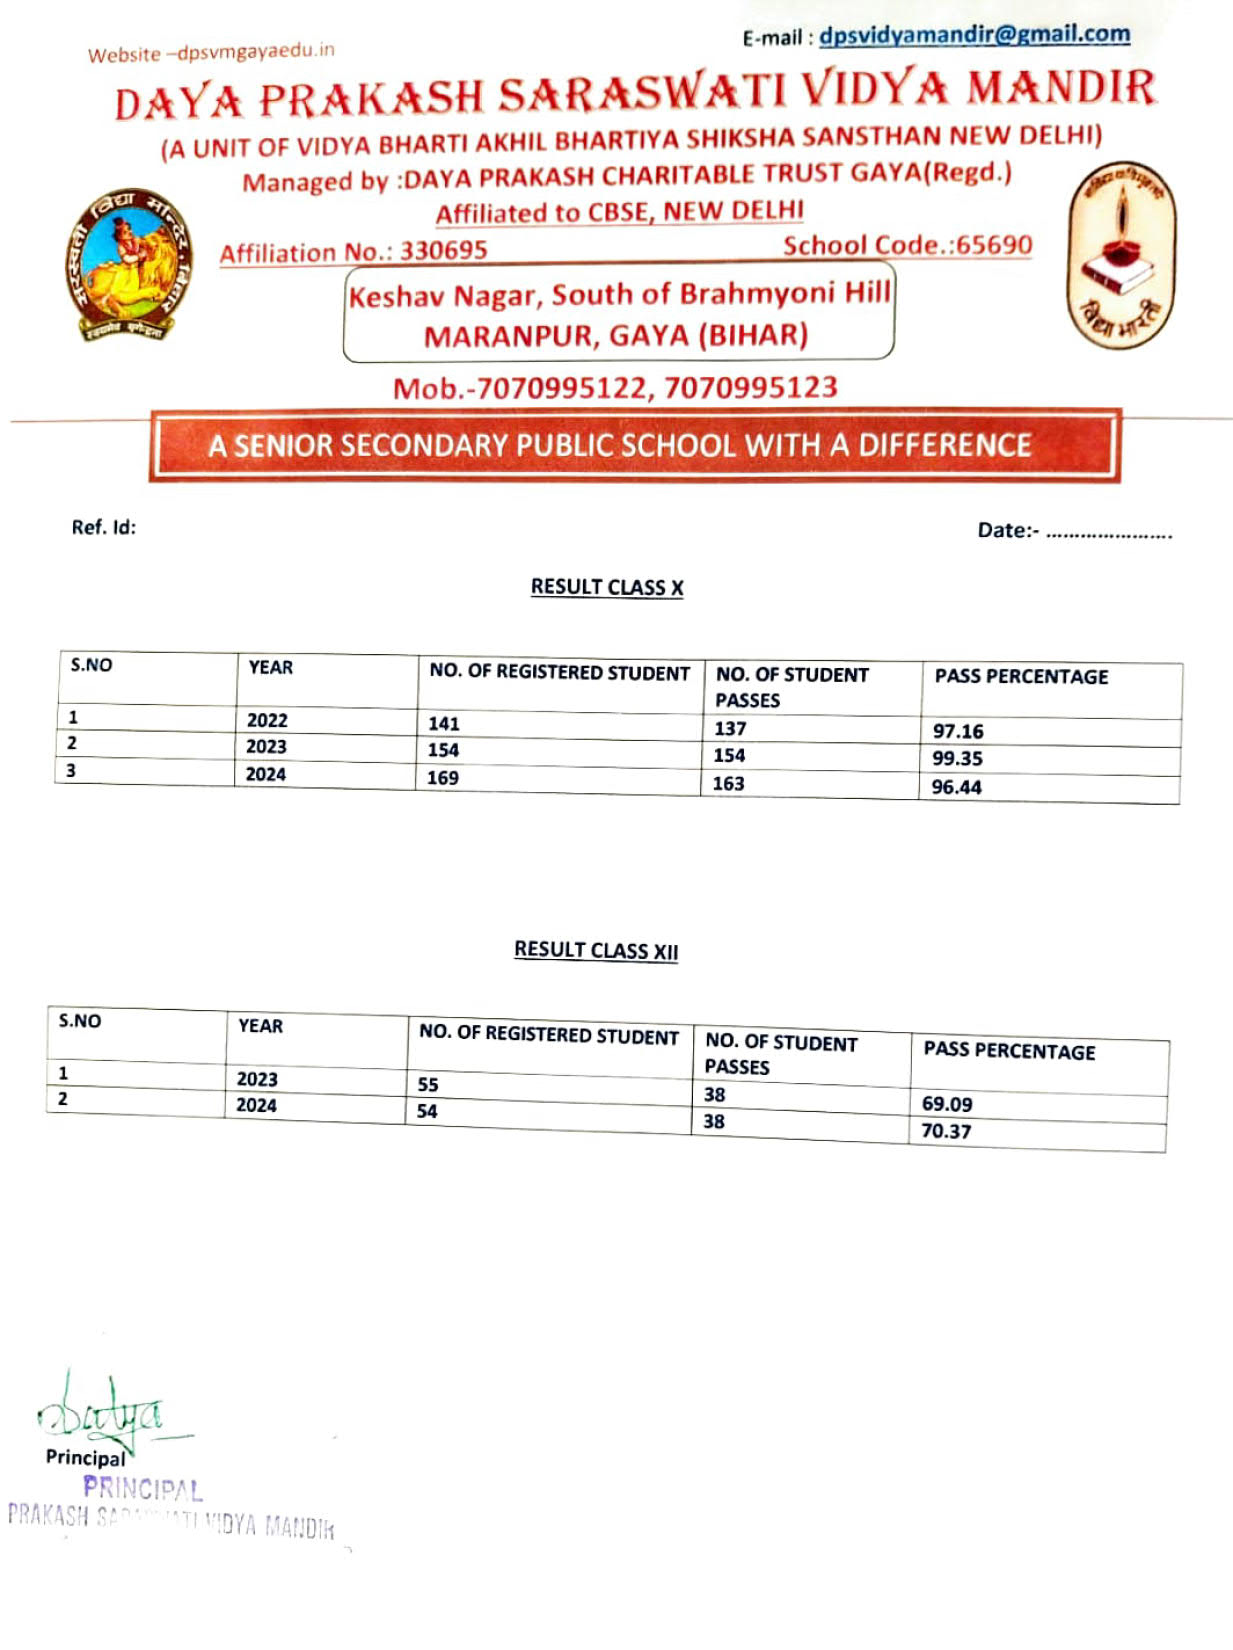 Website –dpsvmgayaedu.in
E-mail : dpsvidyamandir@gmail.com
DAYA PRAKASH SARASWATI VIDYA MANDIR
(A UNIT OF VIDYA BHARTI AKHIL BHARTIYA SHIKSHA SANSTHAN NEW DELHI)
Managed by :DAYA PRAKASH CHARITABLE TRUST GAYA(Regd.)
Affiliated to CBSE, NEW DELHI
Affiliation No.: 330695 School Code.:65690
Keshav Nagar, South of Brahmyoni Hill
MARANPUR, GAYA (BIHAR)
Mob.-7070995122, 7070995123
सरस्वती विद्या मन्दिर
विद्या भारती
A SENIOR SECONDARY PUBLIC SCHOOL WITH A DIFFERENCE
Ref. Id: Date:- .......................
RESULT CLASS X
S.NO YEAR NO. OF REGISTERED STUDENT NO. OF STUDENT PASSES PASS PERCENTAGE
1 2022 141 137 97.16
2 2023 154 154 99.35
3 2024 169 163 96.44
RESULT CLASS XII
S.NO YEAR NO. OF REGISTERED STUDENT NO. OF STUDENT PASSES PASS PERCENTAGE
1 2023 55 38 69.09
2 2024 54 38 70.37
Satya
Principal
PRINCIPAL
PRAKASH SARASWATI VIDYA MANDIR